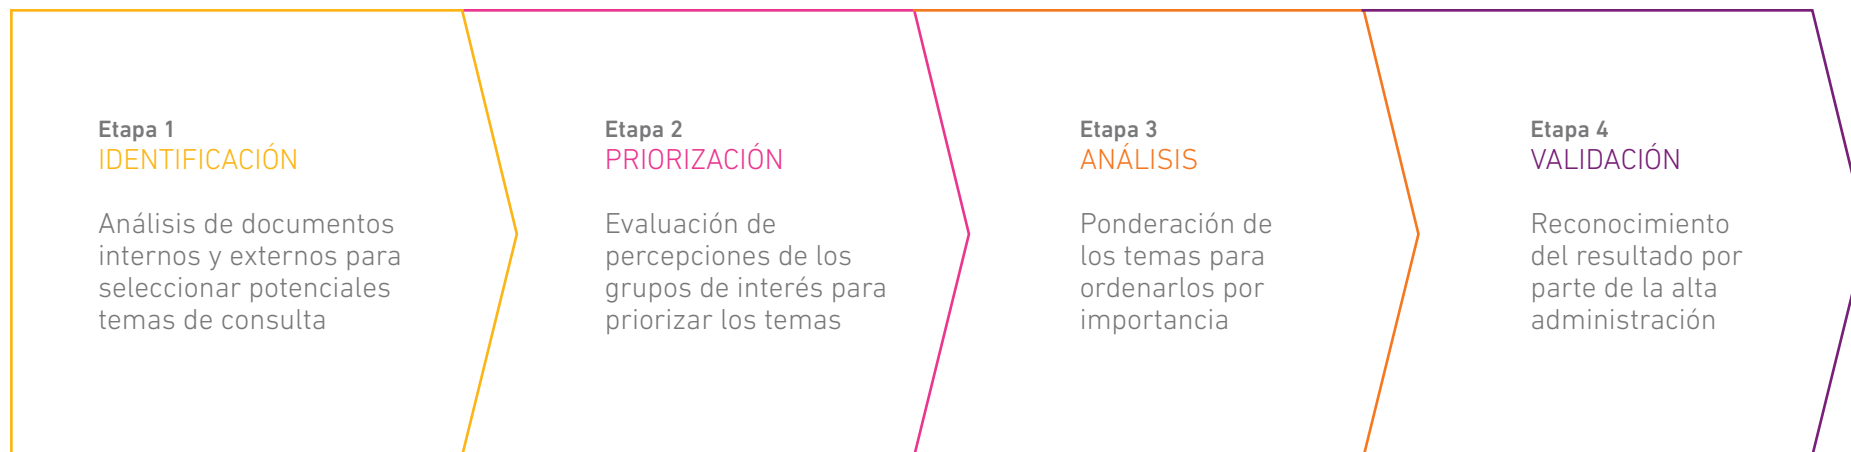 Etapa 1
IDENTIFICACIÓN
Análisis de documentos
internos y externos para
seleccionar potenciales
temas de consulta
Etapa 2
PRIORIZACIÓN
Evaluación de
percepciones de los
grupos de interés para
priorizar los temas
Etapa 3
ANÁLISIS
Ponderación de
los temas para
ordenarlos por
importancia
Etapa 4
VALIDACIÓN
Reconocimiento
del resultado por
parte de la alta
administración